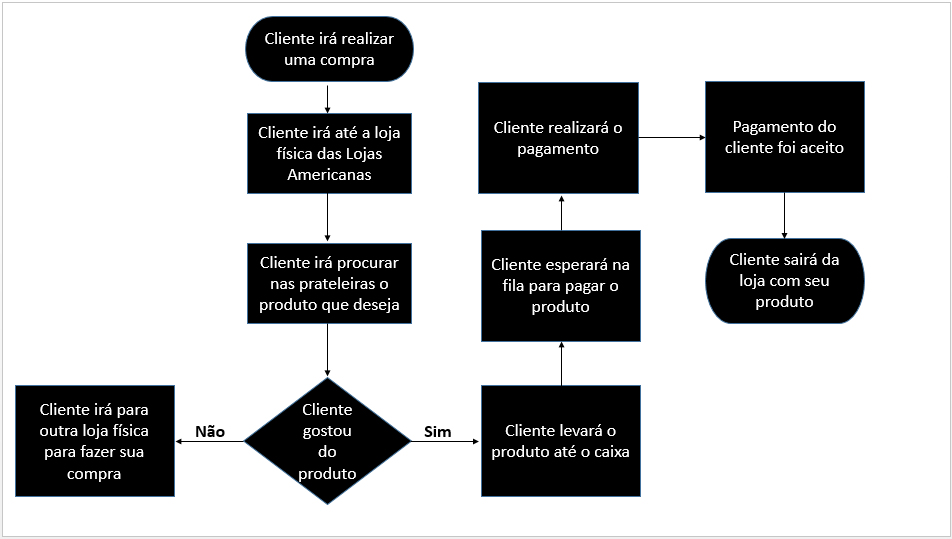 Cliente irá realizar
uma compra
Cliente irá até a loja
física das Lojas
Americanas
Cliente irá procurar
nas prateleiras o
produto que deseja
Cliente
gostou
do
produto
Não
Cliente irá para
outra loja física
para fazer sua
compra
Sim
Cliente levará o
produto até o caixa
Cliente esperará na
fila para pagar o
produto
Cliente realizará o
pagamento
Pagamento do
cliente foi aceito
Cliente sairá da
loja com seu
produto